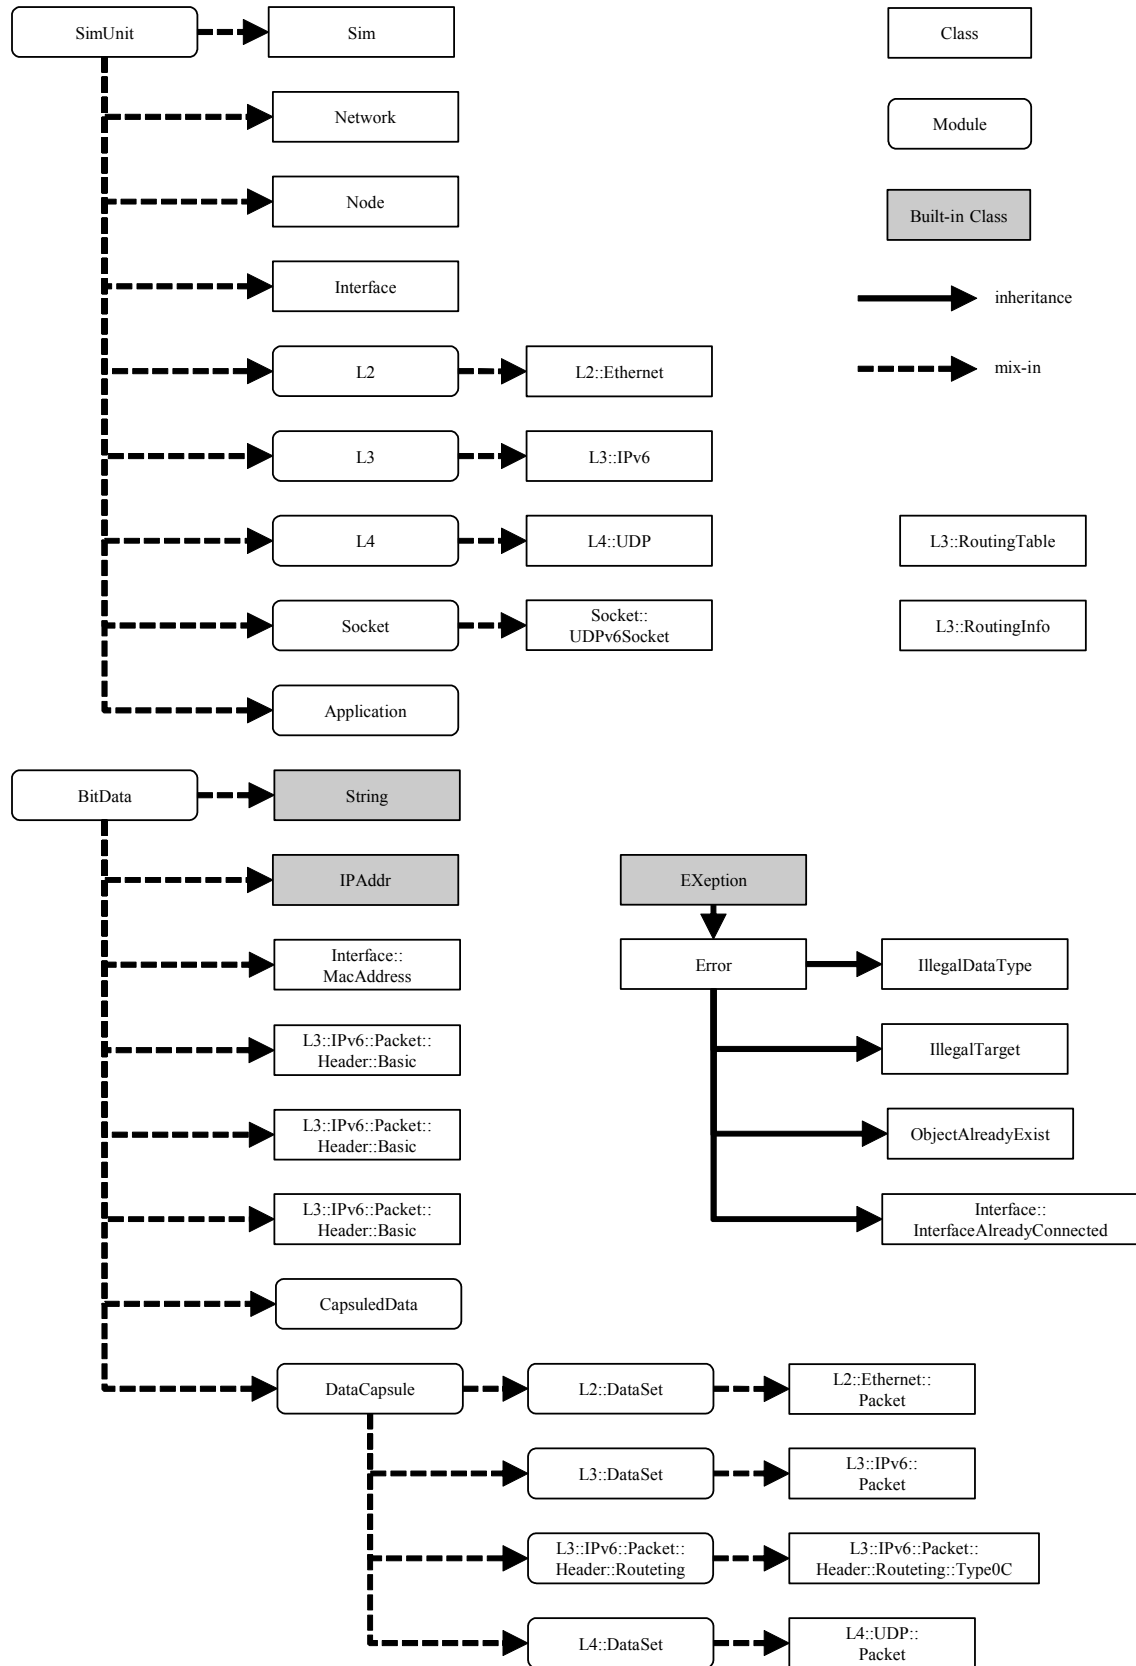 SimUnit
Sim
Class
Network
Module
Node
Built-in Class
Interface
inheritance
L2
L2::Ethernet
mix-in
L3
L3::IPv6
L4
L4::UDP
L3::RoutingTable
Socket
Socket::
UDPv6Socket
L3::RoutingInfo
Application
BitData
String
IPAddr
EXeption
Interface::
MacAddress
Error
IllegalDataType
L3::IPv6::Packet::
Header::Basic
IllegalTarget
L3::IPv6::Packet::
Header::Basic
ObjectAlreadyExist
L3::IPv6::Packet::
Header::Basic
Interface::
InterfaceAlreadyConnected
CapsuledData
DataCapsule
L2::DataSet
L2::Ethernet::
Packet
L3::DataSet
L3::IPv6::
Packet
L3::IPv6::Packet::
Header::Routeting
L3::IPv6::Packet::
Header::Routeting::Type0C
L4::DataSet
L4::UDP::
Packet